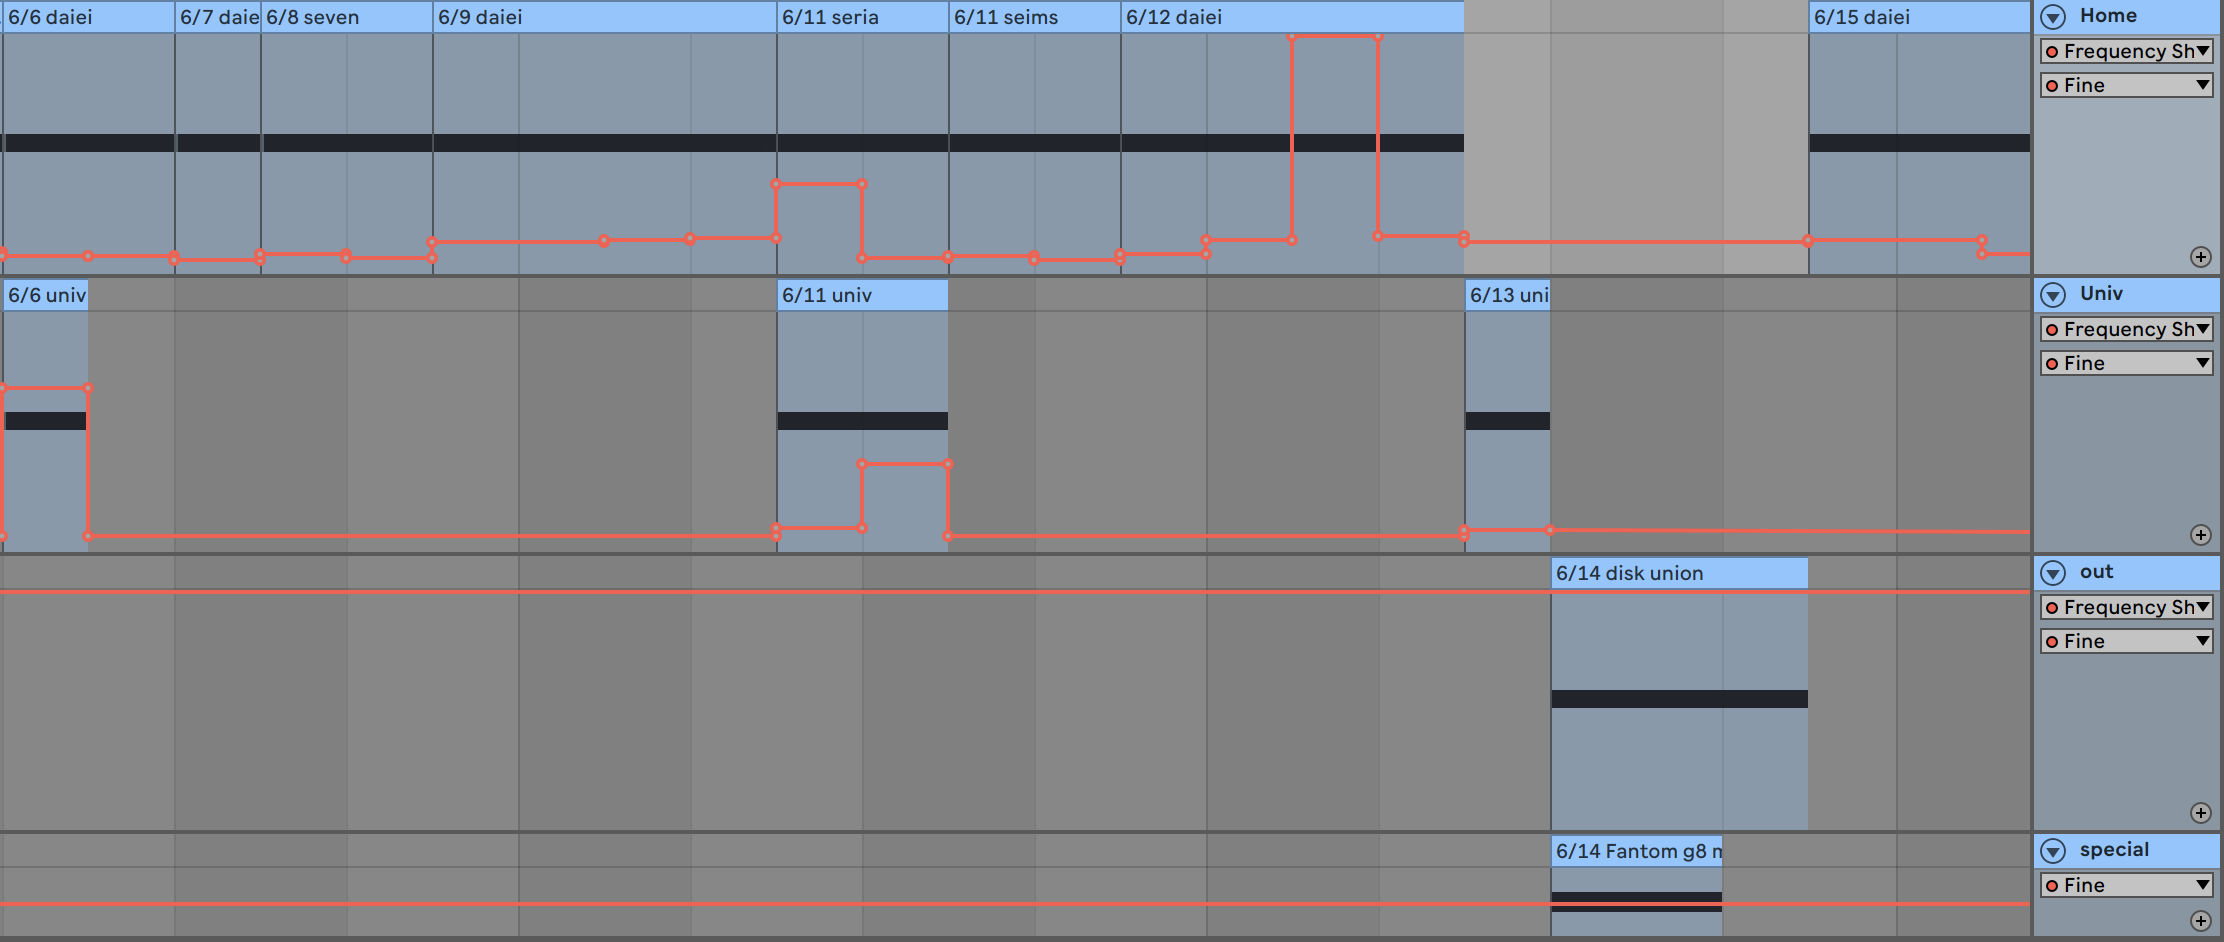 6/6 daiei
6/7 daie
6/8 seven
6/9 daiei
6/11 seria
6/11 seims
6/12 daiei
6/15 daiei
Home
Frequency Sh
Fine
6/6 univ
6/11 univ
6/13 uni
Univ
Frequency Sh
Fine
6/14 disk union
out
Frequency Sh
Fine
6/14 Fantom g8
special
Fine